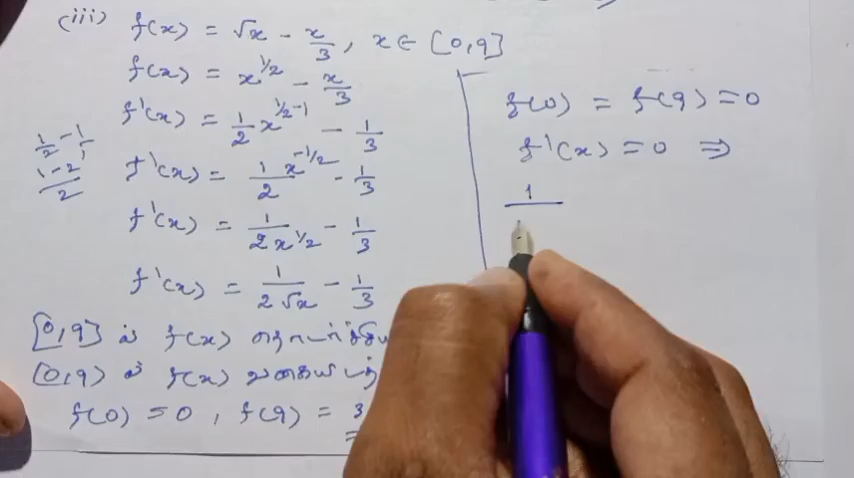 (iii) f(x) = √x - x/3, x ∈ [0,9]
f(x) = x^1/2 - x/3
f'(x) = 1/2 x^1/2-1 - 1/3
1/2 - 1/1
1-2/2
f'(x) = 1/2 x^-1/2 - 1/3
f'(x) = 1/2x^1/2 - 1/3
f'(x) = 1/2√x - 1/3
[0,9] ல் f(x)
(0,9) ல் f(x)
f(0) = 0, f(9) = 3
=
f(0) = f(9) = 0
f'(x) = 0 ⇒
1